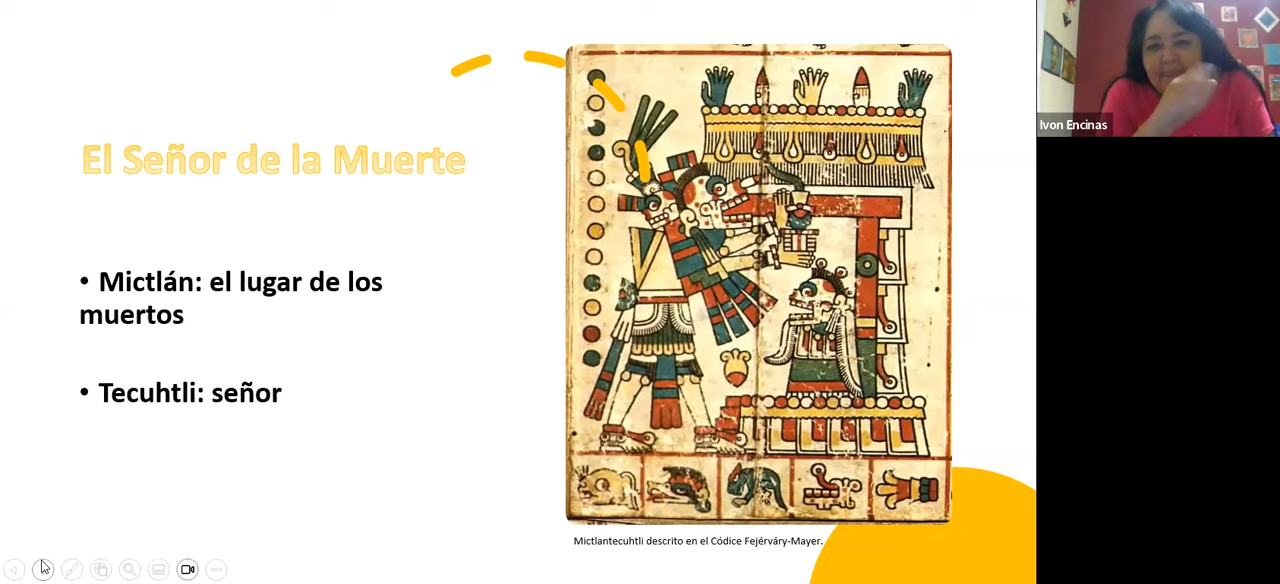 El Señor de la Muerte
• Mictlán: el lugar de los
muertos
• Tecuhtli: señor
Mictlantecuhtli descrito en el Códice Fejérváry-Mayer.
Ivon Encinas